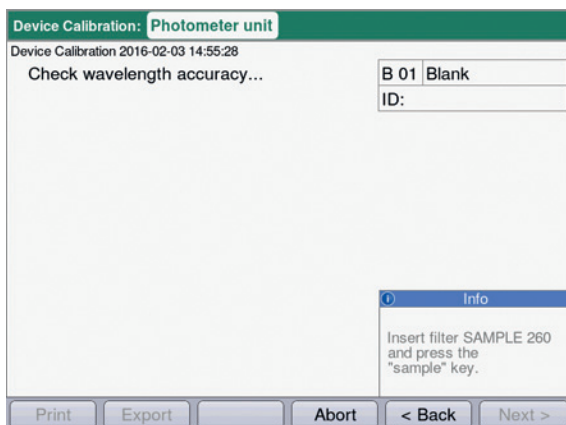 Device Calibration: Photometer unit
Device Calibration 2016-02-03 14:55:28
Check wavelength accuracy...
B 01 Blank
ID:
Info
Insert filter SAMPLE 260
and press the
"sample" key.
Print Export Abort < Back Next >